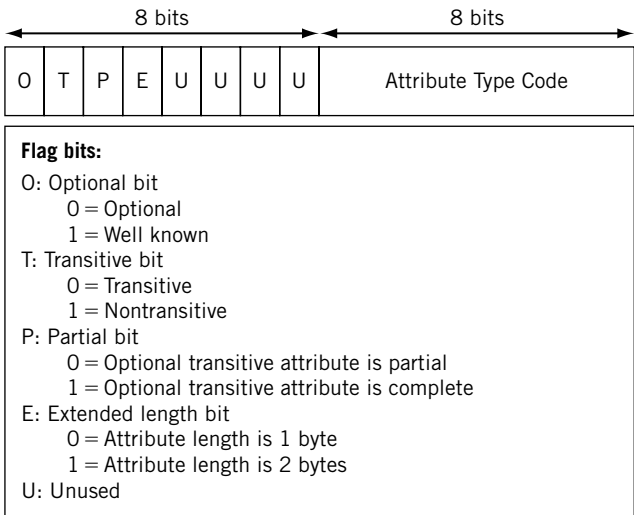 8 bits 8 bits
O T P E U U U U Attribute Type Code
Flag bits:
O: Optional bit
0 = Optional
1 = Well known
T: Transitive bit
0 = Transitive
1 = Nontransitive
P: Partial bit
0 = Optional transitive attribute is partial
1 = Optional transitive attribute is complete
E: Extended length bit
0 = Attribute length is 1 byte
1 = Attribute length is 2 bytes
U: Unused